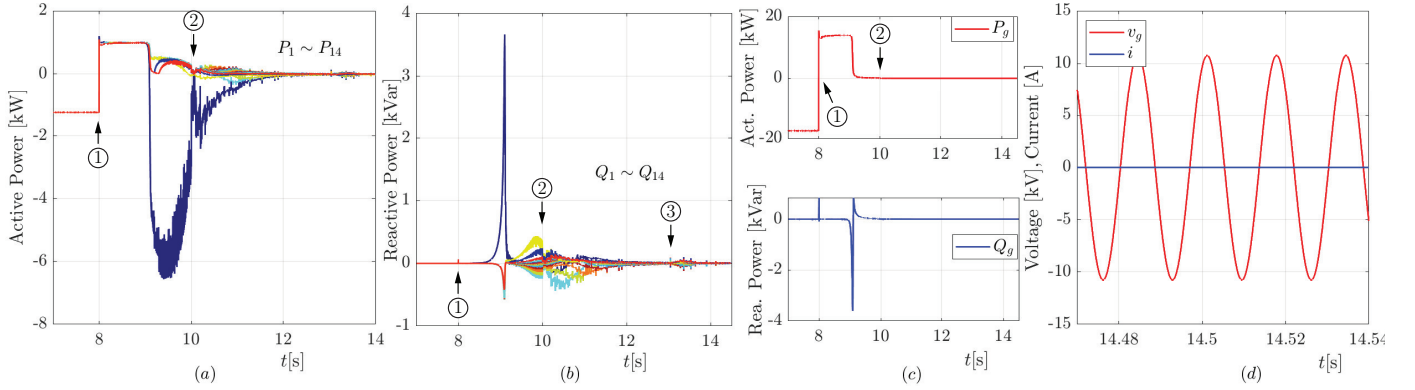 2
0
-2
-4
-6
-8
Active Power [kW]
①
②
P₁ ∼ P₁₄
8
10
12
14
t[s]
(a)
4
3
2
1
0
-1
Reactive Power [kVar]
①
②
③
Q₁ ∼ Q₁₄
8
10
12
14
t[s]
(b)
20
0
-20
Act. Power [kW]
P_g
①
②
8
10
12
14
0
-2
-4
Rea. Power [kVar]
Q_g
8
10
12
14
t[s]
(c)
15
10
5
0
-5
-10
-15
Voltage [kV], Current [A]
v_g
i
14.48
14.5
14.52
14.54
t[s]
(d)